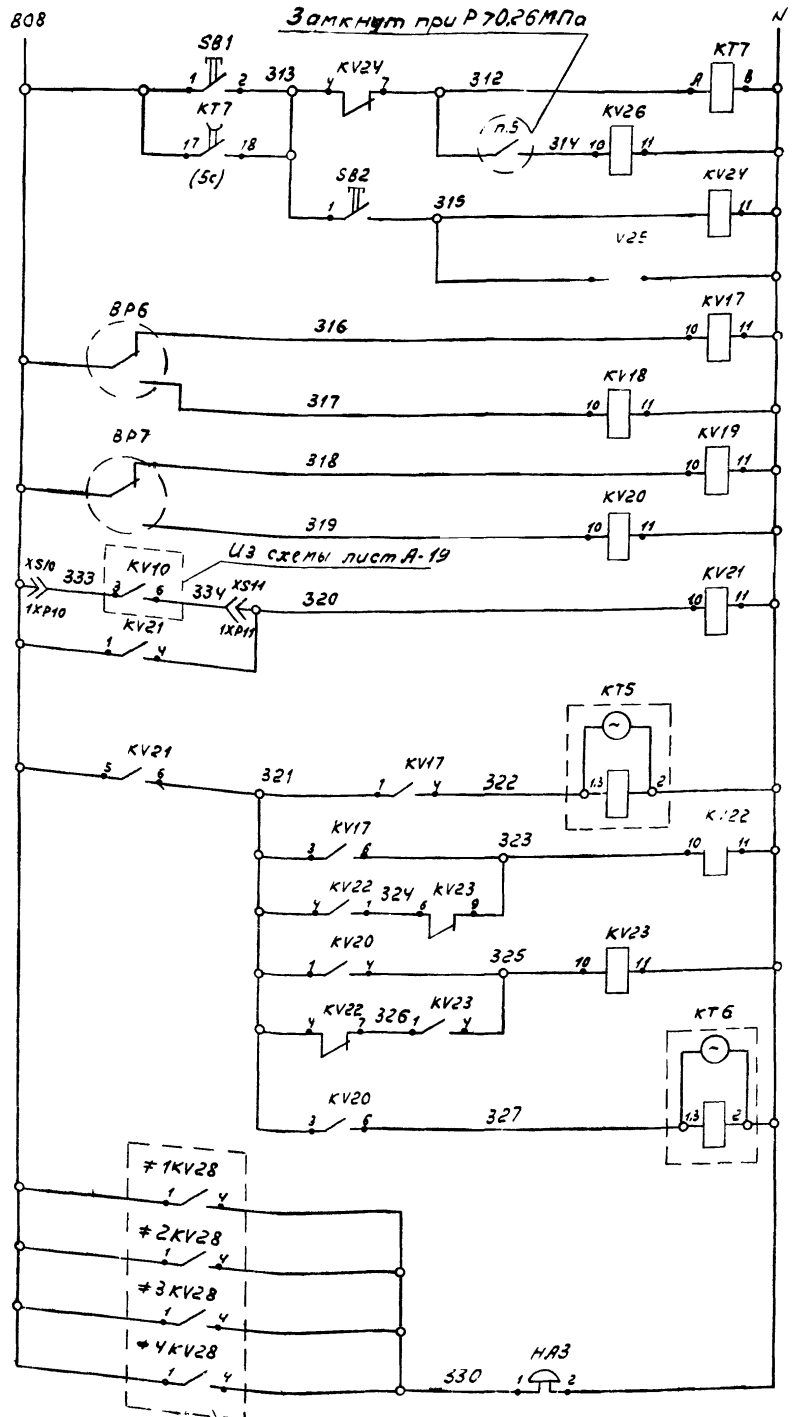 808
Замкнут при P>0,26МПа
N
SB1
1 2
313
KV24
4 7
312
KT7
A B
KT7
17 18
(5с)
п.5
314
KV26
10 11
SB2
1
315
KV24
11
V25
BP6
316
KV17
10 11
317
KV18
10 11
BP7
318
KV19
10 11
319
KV20
10 11
XS10
1XP10
333
KV10
3 6
Из схемы лист А-19
334
XS11
1XP11
320
KV21
10 11
KV21
1 4
KV21
5 6
321
KV17
1 4
322
KT5
~
1,3 2
KV17
3 6
323
22
10 11
KV22
4 1
324
KV23
6 9
KV20
1 4
325
KV23
10 11
KV22
4 7
326
KV23
1 4
KT6
~
1,3 2
KV20
3 6
327
≠1KV28
1 4
≠2KV28
1 4
≠3KV28
1 4
≠4KV28
1 4
330
HA3
1 2